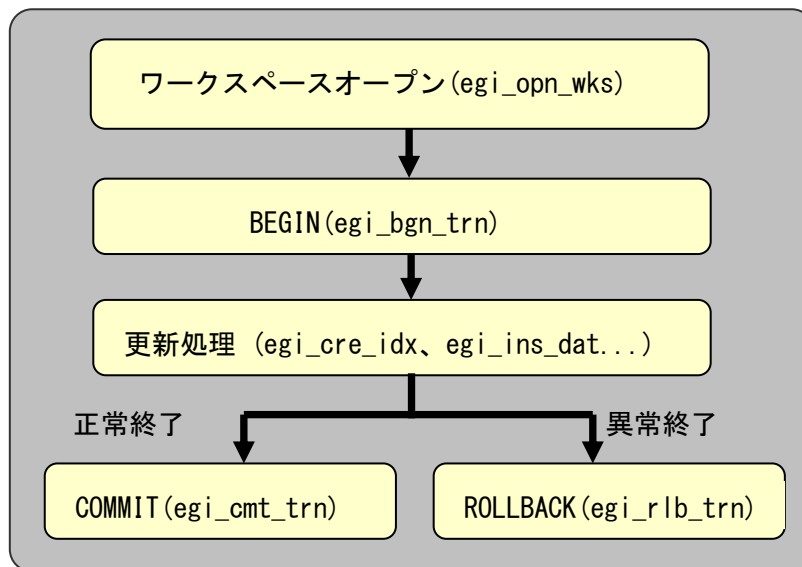 ワークスペースオープン(egi_opn_wks)
BEGIN(egi_bgn_trn)
更新処理 (egi_cre_idx、egi_ins_dat...)
正常終了
異常終了
COMMIT(egi_cmt_trn)
ROLLBACK(egi_rlb_trn)